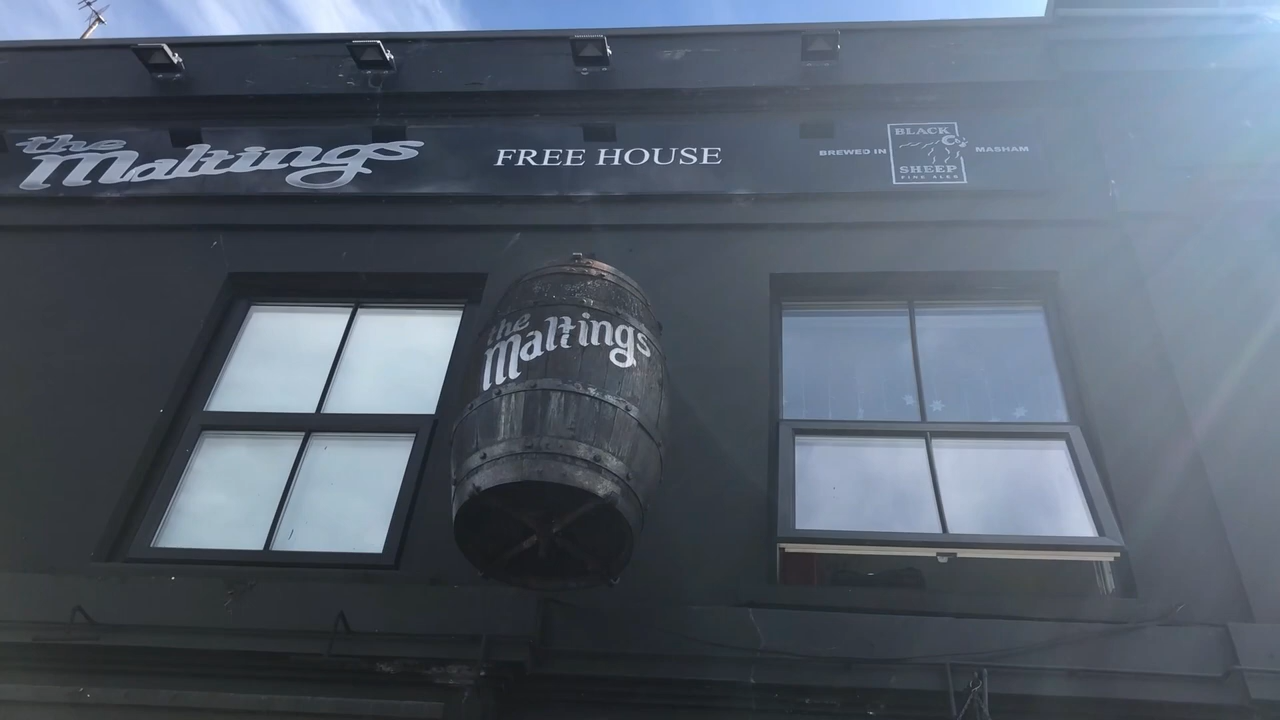 the
Maltings
FREE HOUSE
BREWED IN
BLACK
SHEEP
FINE ALES
MASHAM
the
Maltings